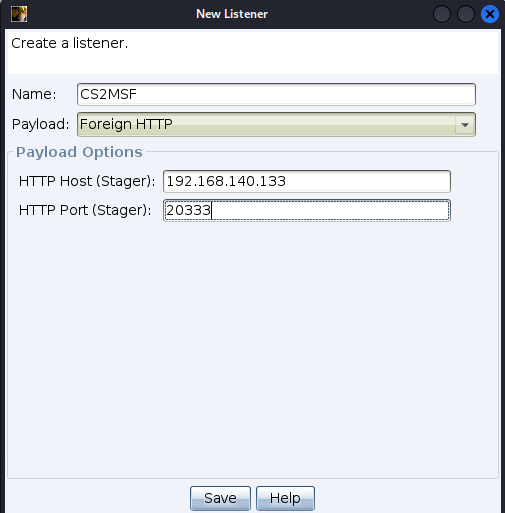 New Listener
Create a listener.
Name: CS2MSF
Payload: Foreign HTTP
Payload Options
HTTP Host (Stager): 192.168.140.133
HTTP Port (Stager): 20333
Save Help